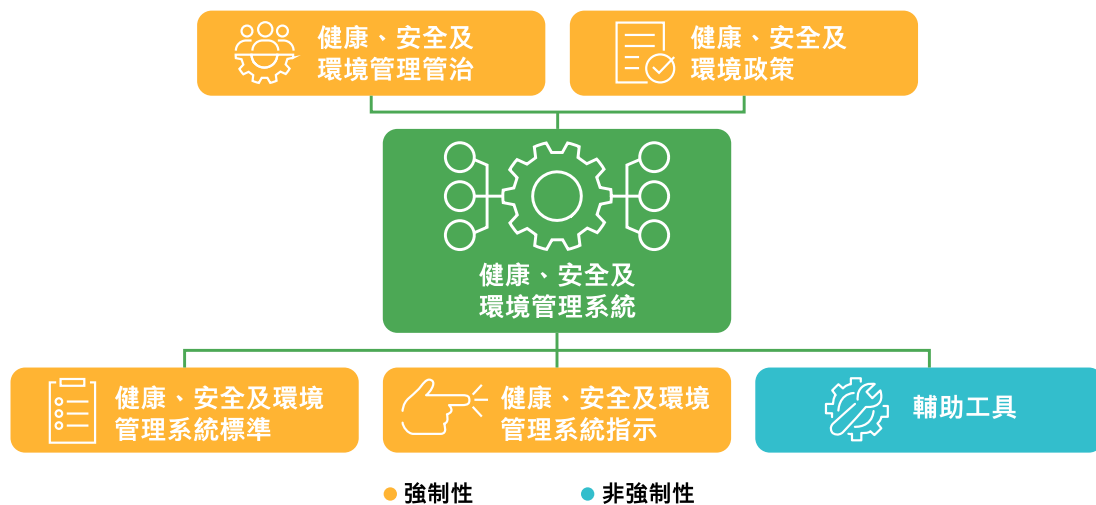 健康、安全及
環境管理管治
健康、安全及
環境政策
健康、安全及
環境管理系統
健康、安全及環境
管理系統標準
健康、安全及環境
管理系統指示
輔助工具
強制性
非強制性